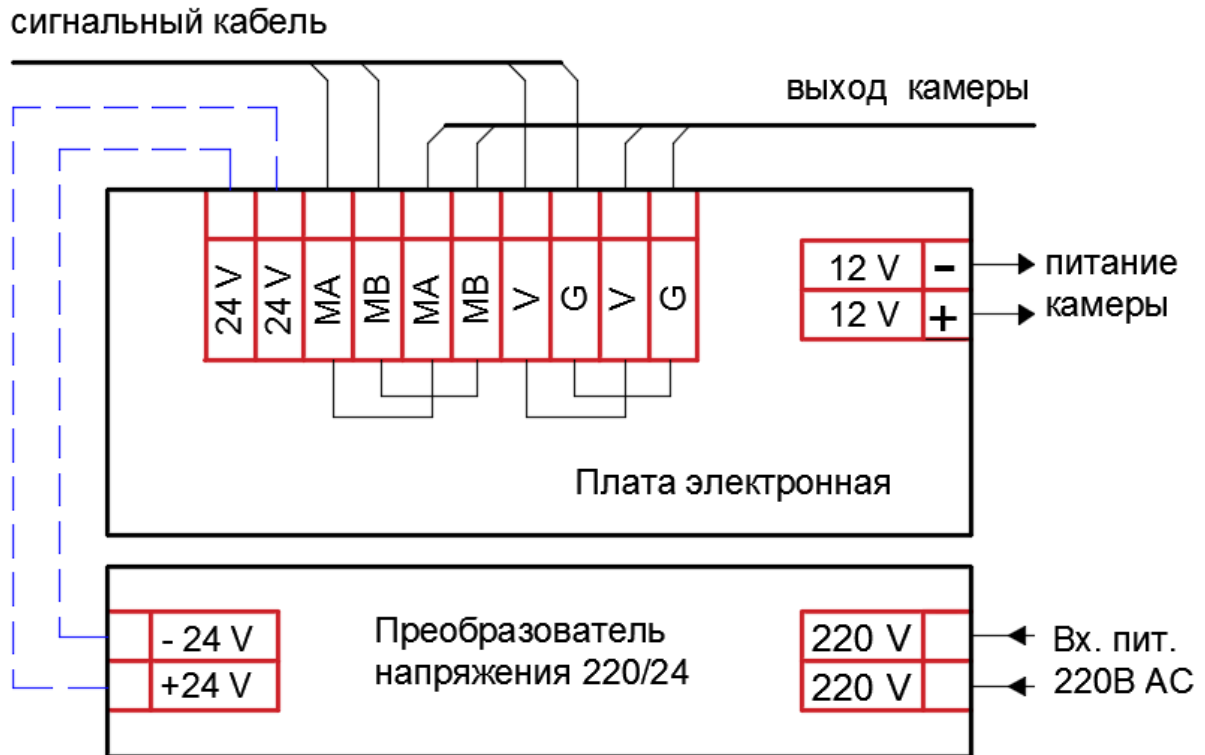 сигнальный кабель
выход камеры
24 V
24 V
MA
MB
MA
MB
V
G
V
G
12 V -
12 V +
питание
камеры
Плата электронная
- 24 V
+24 V
Преобразователь
напряжения 220/24
220 V
220 V
Вх. пит.
220В АС